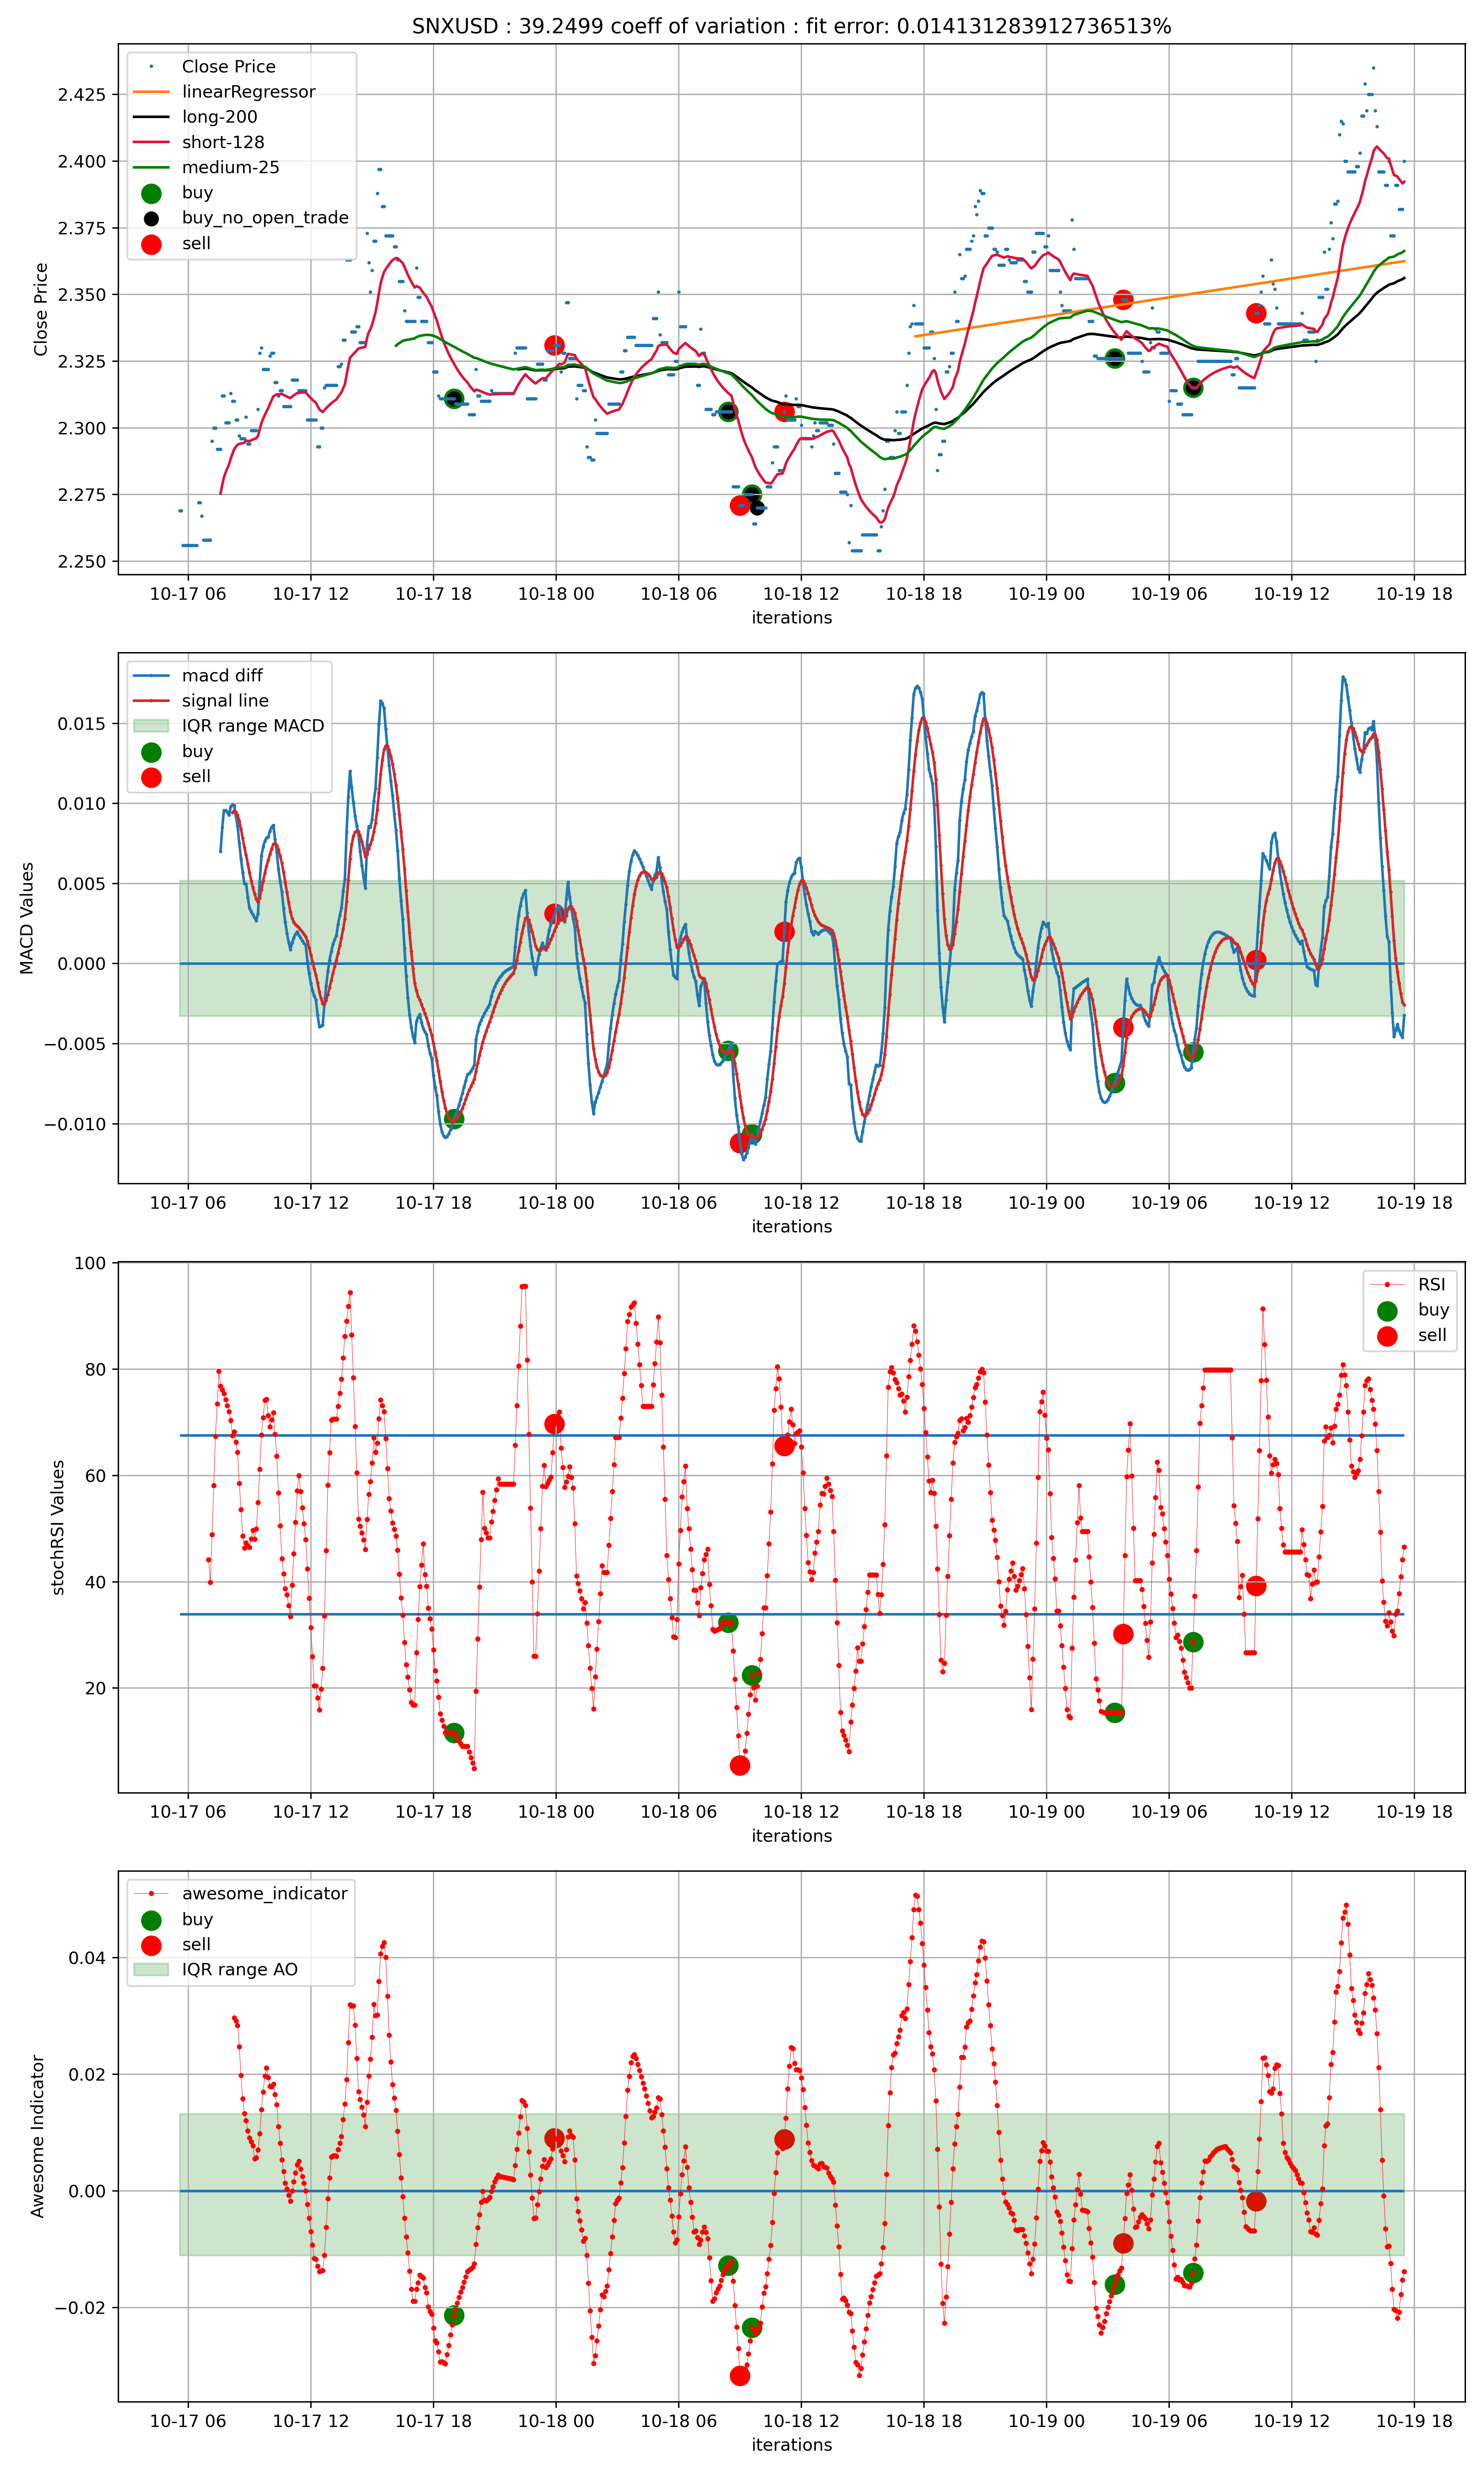 SNXUSD : 39.2499 coeff of variation : fit error: 0.014131283912736513%
Close Price
linearRegressor
long-200
short-128
medium-25
buy
buy_no_open_trade
sell
2.425
2.400
2.375
2.350
2.325
2.300
2.275
2.250
Close Price
10-17 06 10-17 12 10-17 18 10-18 00 10-18 06 10-18 12 10-18 18 10-19 00 10-19 06 10-19 12 10-19 18
iterations
macd diff
signal line
IQR range MACD
buy
sell
0.015
0.010
0.005
0.000
−0.005
−0.010
MACD Values
10-17 06 10-17 12 10-17 18 10-18 00 10-18 06 10-18 12 10-18 18 10-19 00 10-19 06 10-19 12 10-19 18
iterations
RSI
buy
sell
100
80
60
40
20
stochRSI Values
10-17 06 10-17 12 10-17 18 10-18 00 10-18 06 10-18 12 10-18 18 10-19 00 10-19 06 10-19 12 10-19 18
iterations
awesome_indicator
buy
sell
IQR range AO
0.04
0.02
0.00
−0.02
Awesome Indicator
10-17 06 10-17 12 10-17 18 10-18 00 10-18 06 10-18 12 10-18 18 10-19 00 10-19 06 10-19 12 10-19 18
iterations